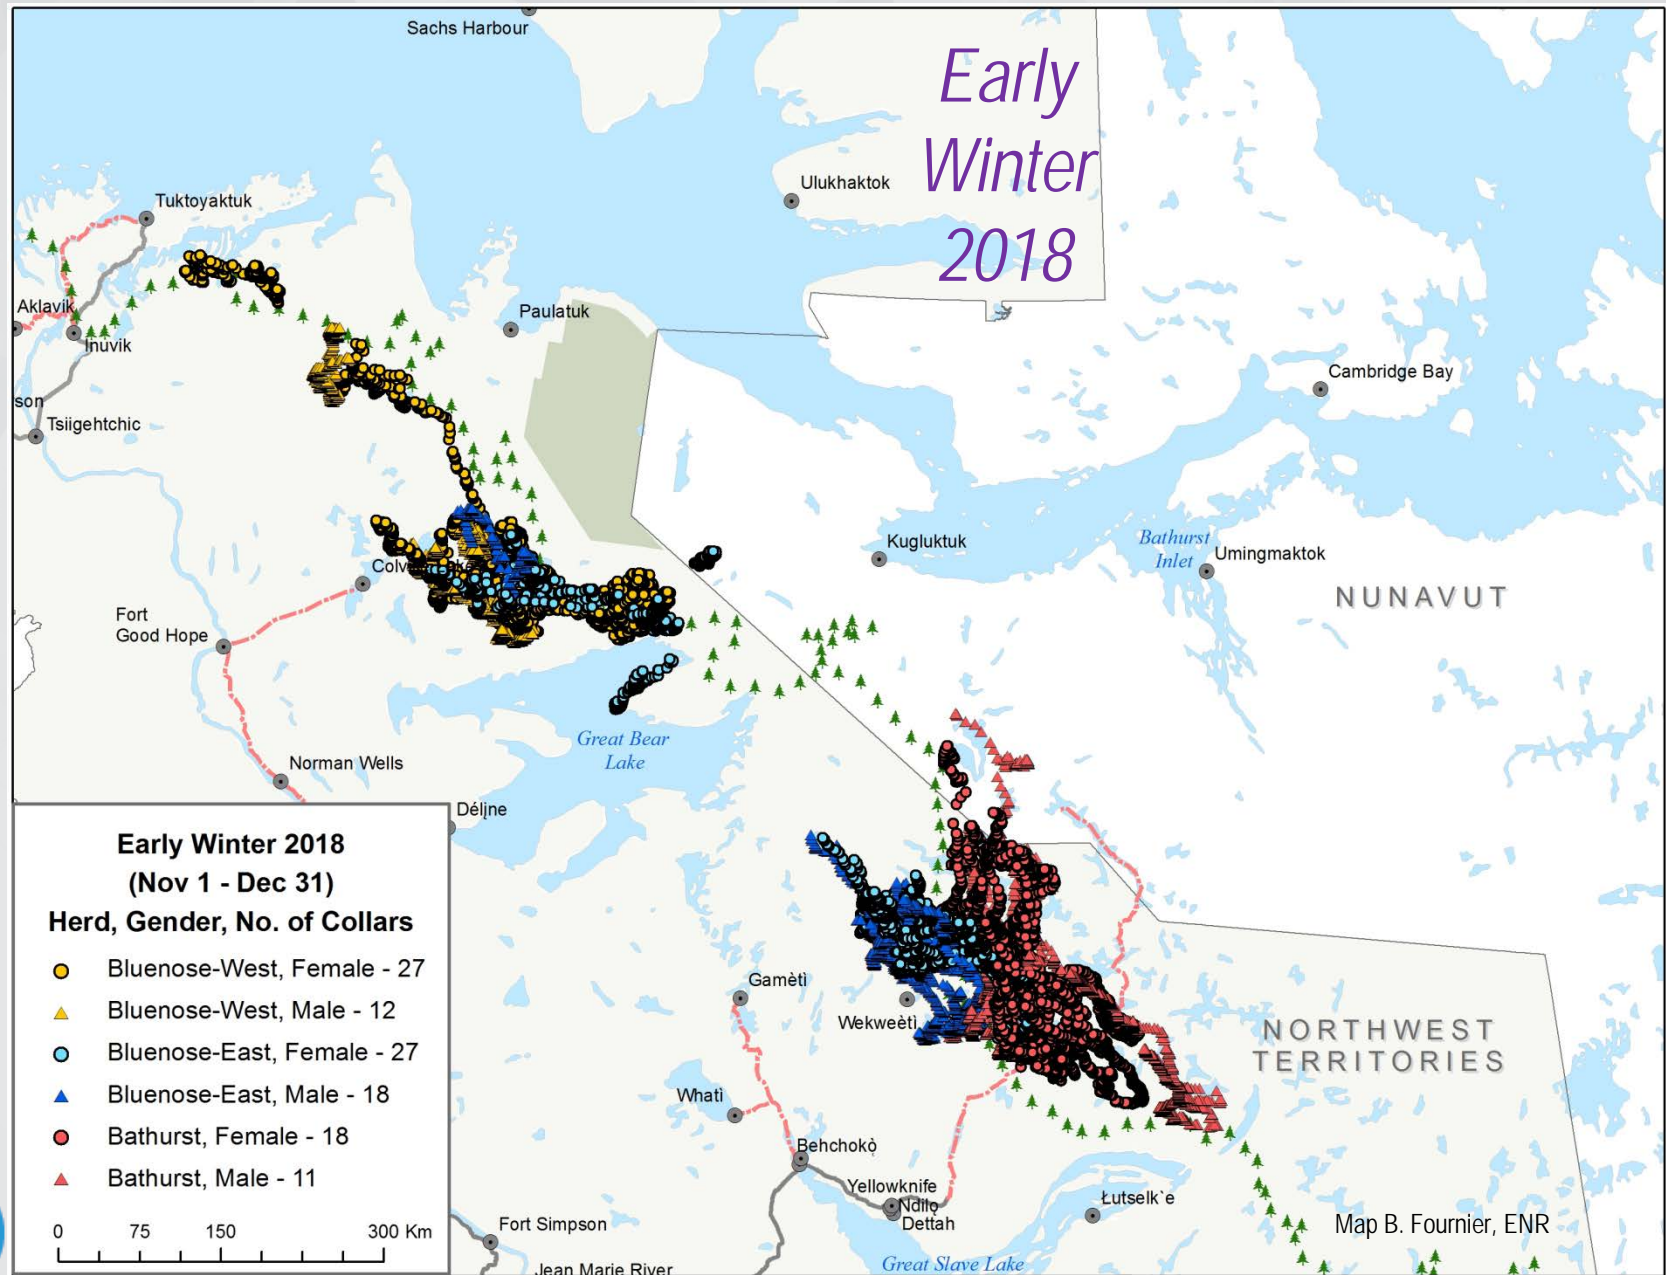 Sachs Harbour
Early
Winter
2018
Ulukhaktok
Tuktoyaktuk
Aklavik
Inuvik
Paulatuk
Cambridge Bay
son
Tsiigehtchic
Kugluktuk
Bathurst
Inlet
Umingmaktok
NUNAVUT
Fort
Good Hope
Great Bear
Lake
Norman Wells
Délı̨ne
Early Winter 2018
(Nov 1 - Dec 31)
Herd, Gender, No. of Collars
Bluenose-West, Female - 27
Bluenose-West, Male - 12
Bluenose-East, Female - 27
Bluenose-East, Male - 18
Bathurst, Female - 18
Bathurst, Male - 11
0 75 150 300 Km
Gamètì
Wekweètì
NORTHWEST
TERRITORIES
Whatì
Behchokǫ̀
Yellowknife
Ndilǫ
Dettah
Łutselk`e
Fort Simpson
Map B. Fournier, ENR
Great Slave Lake
Jean Marie River